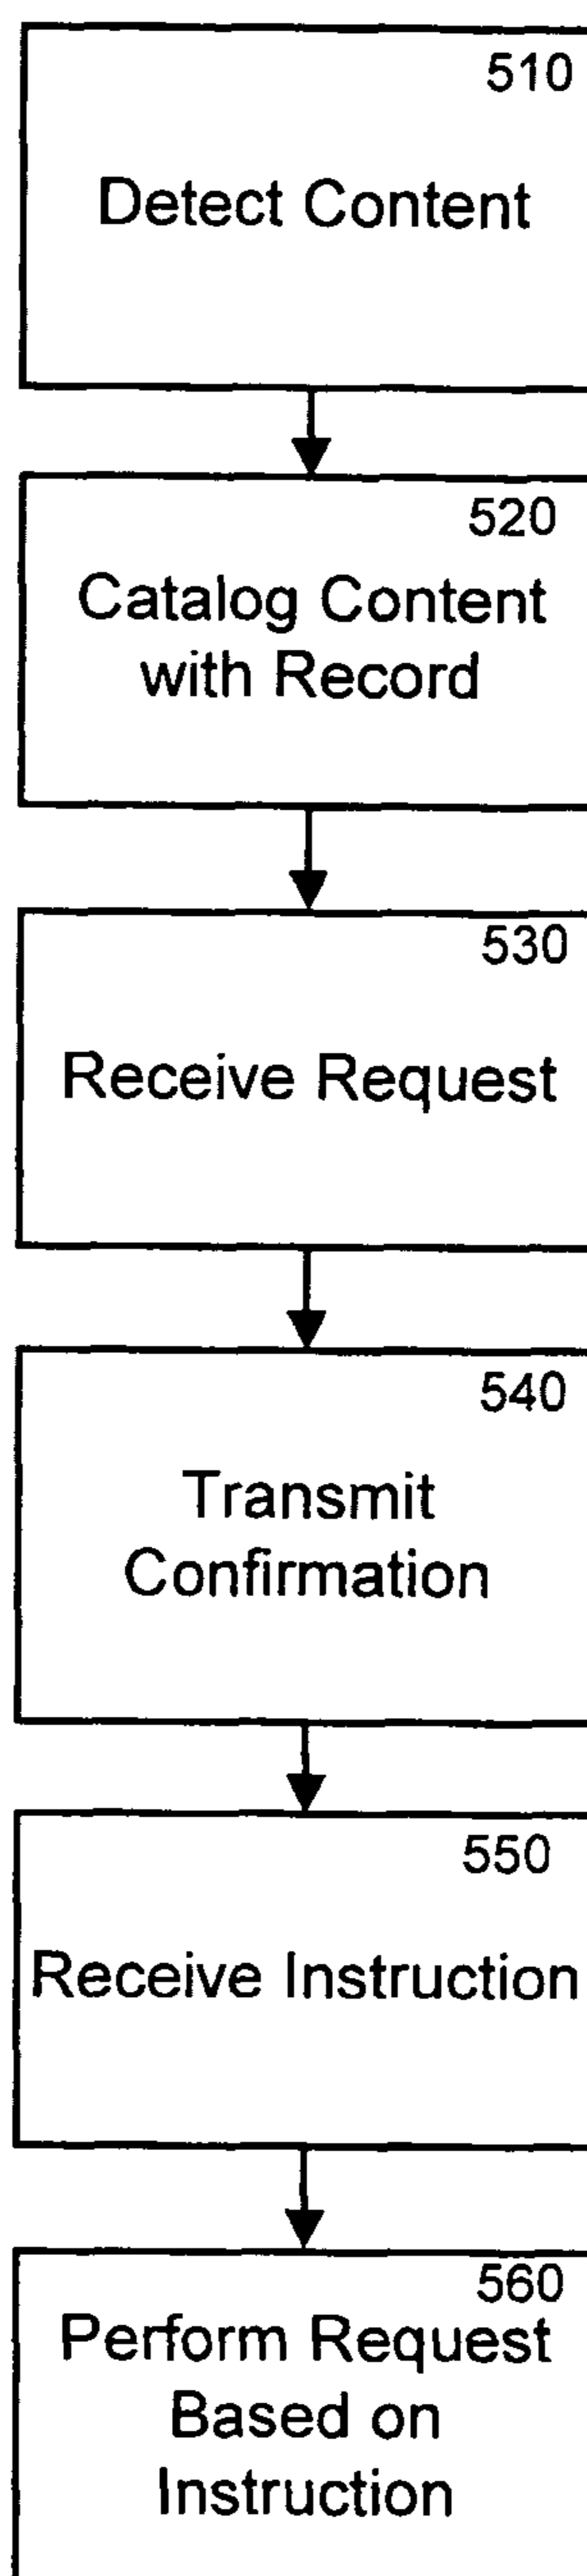 510
Detect Content
520
Catalog Content
with Record
530
Receive Request
540
Transmit
Confirmation
550
Receive Instruction
560
Perform Request
Based on
Instruction